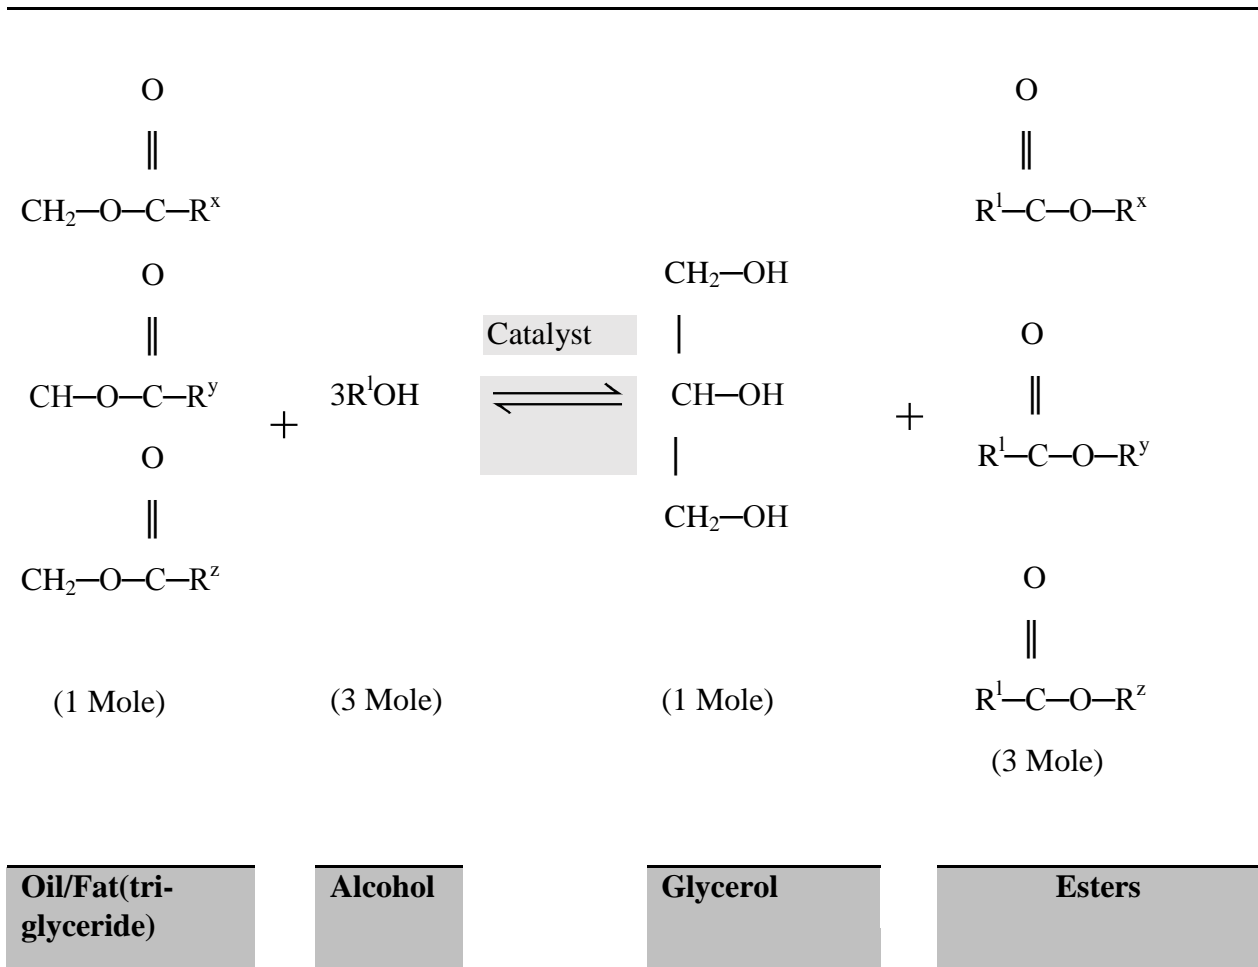 O
‖
CH₂—O—C—Rˣ
O
‖
CH—O—C—Rʸ
O
‖
CH₂—O—C—Rᶻ
(1 Mole)
+
3R¹OH
(3 Mole)
Catalyst
⇌
CH₂—OH
|
CH—OH
|
CH₂—OH
(1 Mole)
+
O
‖
R¹—C—O—Rˣ
O
‖
R¹—C—O—Rʸ
O
‖
R¹—C—O—Rᶻ
(3 Mole)
Oil/Fat(tri-
glyceride)
Alcohol
Glycerol
Esters